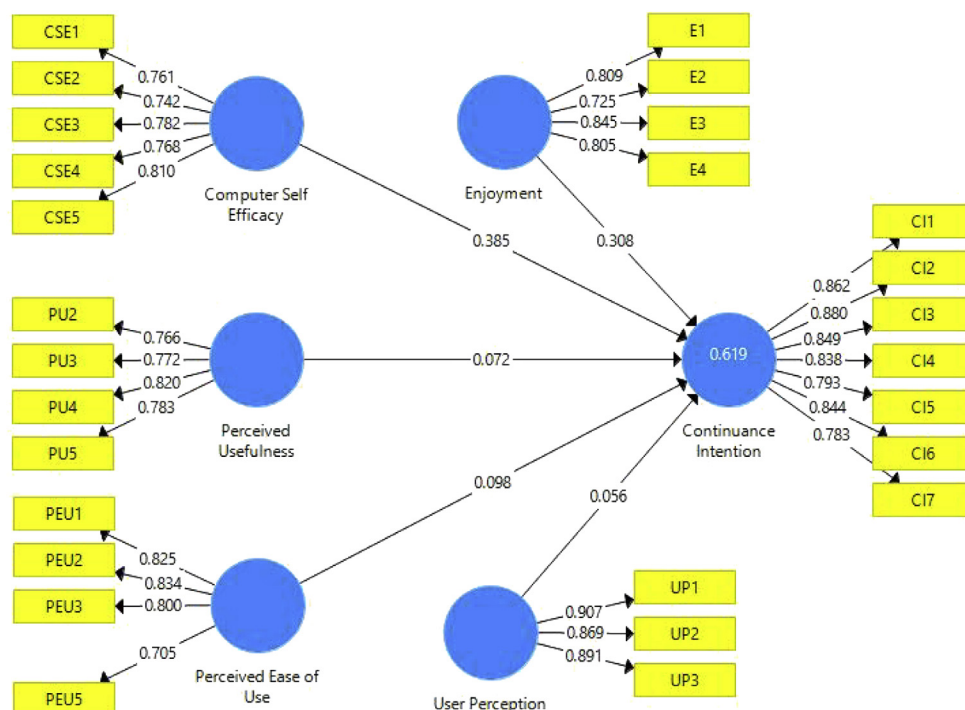 CSE1
CSE2
CSE3
CSE4
CSE5
0.761
0.742
0.782
0.768
0.810
Computer Self
Efficacy
E1
E2
E3
E4
0.809
0.725
0.845
0.805
Enjoyment
0.385
0.308
PU2
PU3
PU4
PU5
0.766
0.772
0.820
0.783
Perceived
Usefulness
0.072
0.619
Continuance
Intention
CI1
CI2
CI3
CI4
CI5
CI6
CI7
0.862
0.880
0.849
0.838
0.793
0.844
0.783
PEU1
PEU2
PEU3
PEU5
0.825
0.834
0.800
0.705
Perceived Ease of
Use
0.098
0.056
UP1
UP2
UP3
0.907
0.869
0.891
User Perception